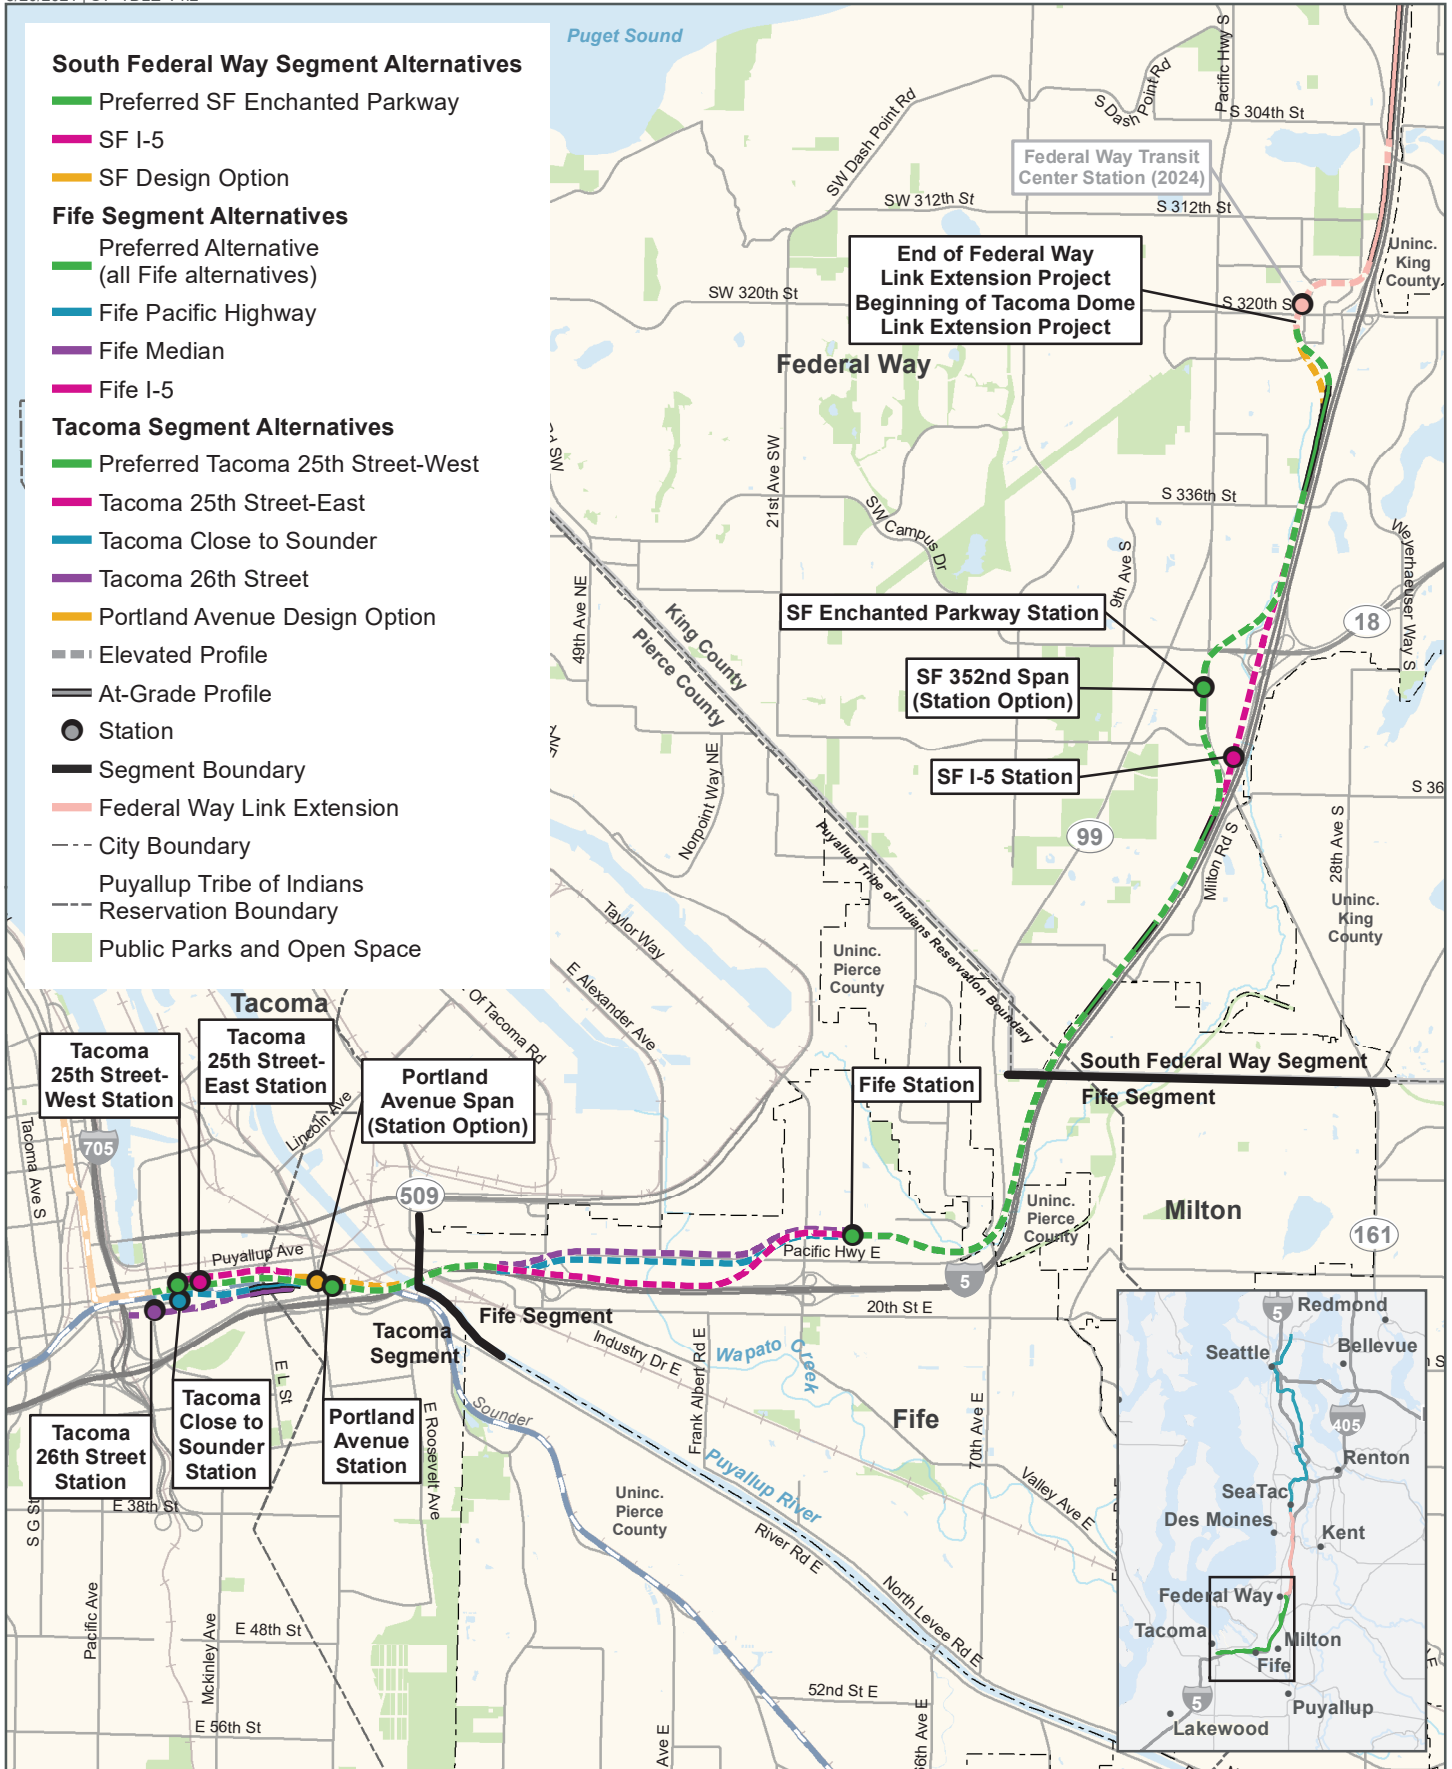 South Federal Way Segment Alternatives
Preferred SF Enchanted Parkway
SF I-5
SF Design Option
Fife Segment Alternatives
Preferred Alternative
(all Fife alternatives)
Fife Pacific Highway
Fife Median
Fife I-5
Tacoma Segment Alternatives
Preferred Tacoma 25th Street-West
Tacoma 25th Street-East
Tacoma Close to Sounder
Tacoma 26th Street
Portland Avenue Design Option
Elevated Profile
At-Grade Profile
Station
Segment Boundary
Federal Way Link Extension
City Boundary
Puyallup Tribe of Indians
Reservation Boundary
Public Parks and Open Space
Puget Sound
SW Dash Point Rd
S Dash Point Rd
Pacific Hwy S
S 304th St
Federal Way Transit
Center Station (2024)
SW 312th St
S 312th St
Uninc.
King
County
End of Federal Way
Link Extension Project
Beginning of Tacoma Dome
Link Extension Project
SW 320th St
S 320th S
Federal Way
21st Ave SW
S 336th St
SW Campus Dr
9th Ave S
Weyerhaeuser Way S
49th Ave NE
King County
Pierce County
SF Enchanted Parkway Station
18
SF 352nd Span
(Station Option)
SF I-5 Station
S 36
Norpoint Way NE
99
Puyallup Tribe of Indians Reservation Boundary
Milton Rd S
28th Ave S
Uninc.
King
County
Taylor Way
E Alexander Ave
Of Tacoma Rd
Uninc.
Pierce
County
Tacoma
Tacoma
25th Street-
West Station
Tacoma
25th Street-
East Station
Portland
Avenue Span
(Station Option)
Fife Station
South Federal Way Segment
Fife Segment
Lincoln Ave
Tacoma Ave S
705
509
Uninc.
Pierce
County
Milton
161
Puyallup Ave
Pacific Hwy E
5
20th St E
Fife Segment
Tacoma
Segment
Industry Dr E
Wapato Creek
Frank Albert Rd E
E L St
Tacoma
26th Street
Station
Tacoma
Close to
Sounder
Station
Portland
Avenue
Station
E Roosevelt Ave
Sounder
Fife
70th Ave E
Valley Ave E
Puyallup River
River Rd E
North Levee Rd E
Uninc.
Pierce
County
E 38th St
S G St
Pacific Ave
Mckinley Ave
E 48th St
E 56th St
52nd St E
Ave E
66th Ave E
5
Redmond
Seattle
Bellevue
405
Renton
SeaTac
Des Moines
Kent
Federal Way
Tacoma
Milton
Fife
5
Puyallup
Lakewood